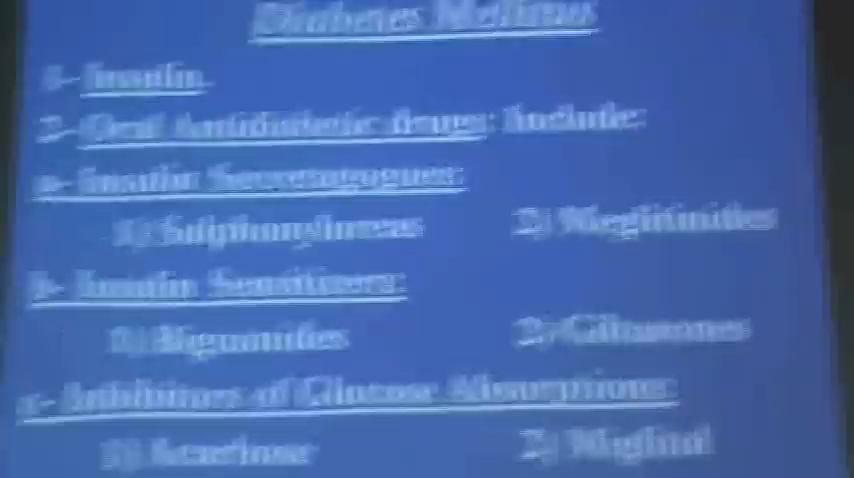 Diabetes Mellitus
1- Insulin.
2- Oral Antidiabetic drugs: Include:
a- Insulin Secretagogues:
1) Sulphonylureas 2) Meglitinides
b- Insulin Sensitizers:
1) Biguanides 2) Glitazones
c- Inhibitors of Glucose Absorption:
1) Acarbose 2) Miglitol